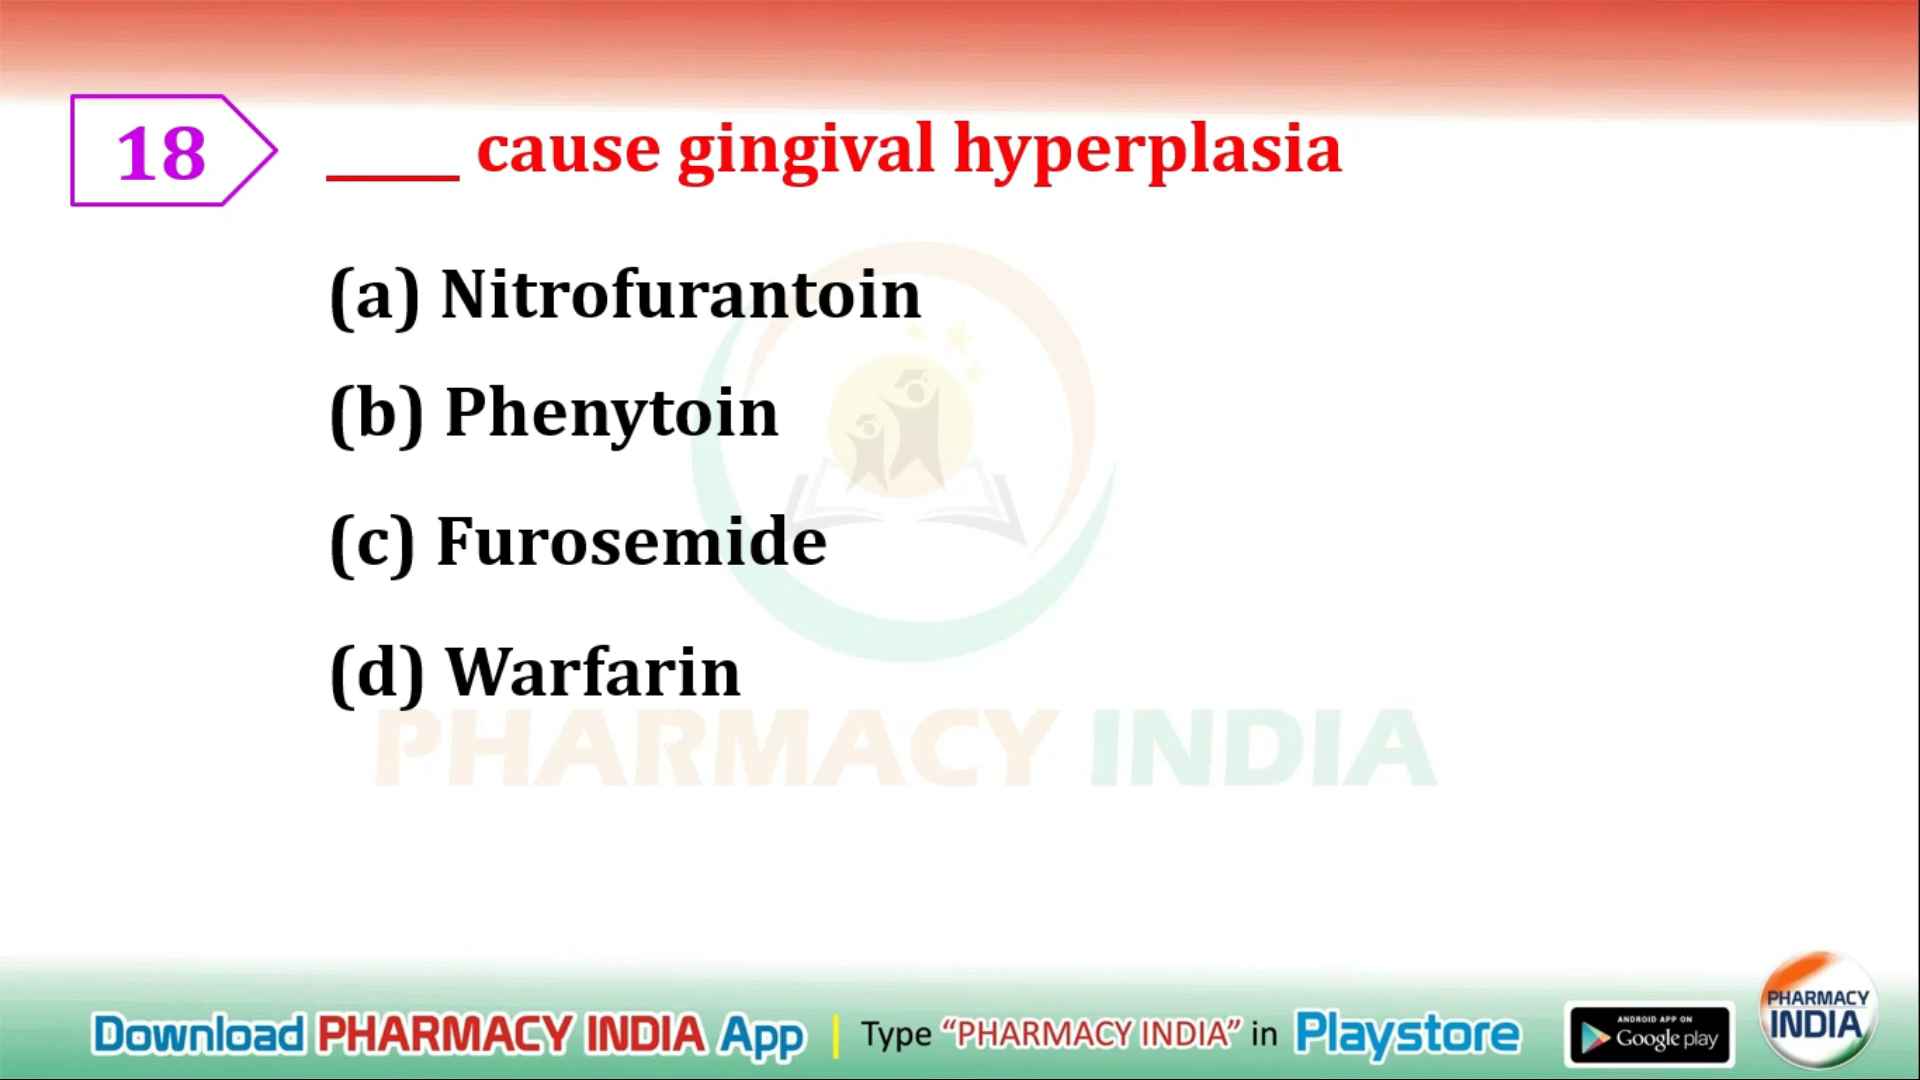 18
_____ cause gingival hyperplasia
(a) Nitrofurantoin
(b) Phenytoin
(c) Furosemide
(d) Warfarin
PHARMACY INDIA
Download PHARMACY INDIA App | Type “PHARMACY INDIA” in Playstore
ANDROID APP ON
Google play
PHARMACY
INDIA